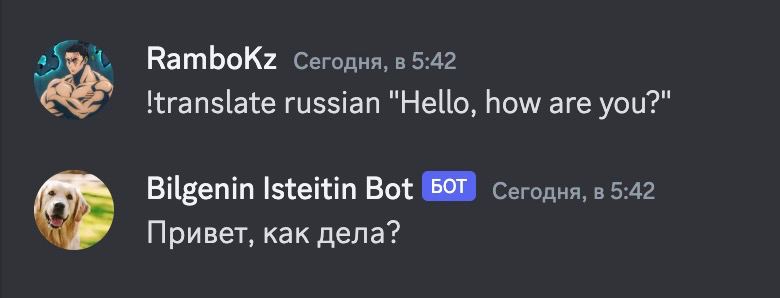 RamboKz Сегодня, в 5:42
!translate russian "Hello, how are you?"
Bilgenin Isteitin Bot БОТ Сегодня, в 5:42
Привет, как дела?